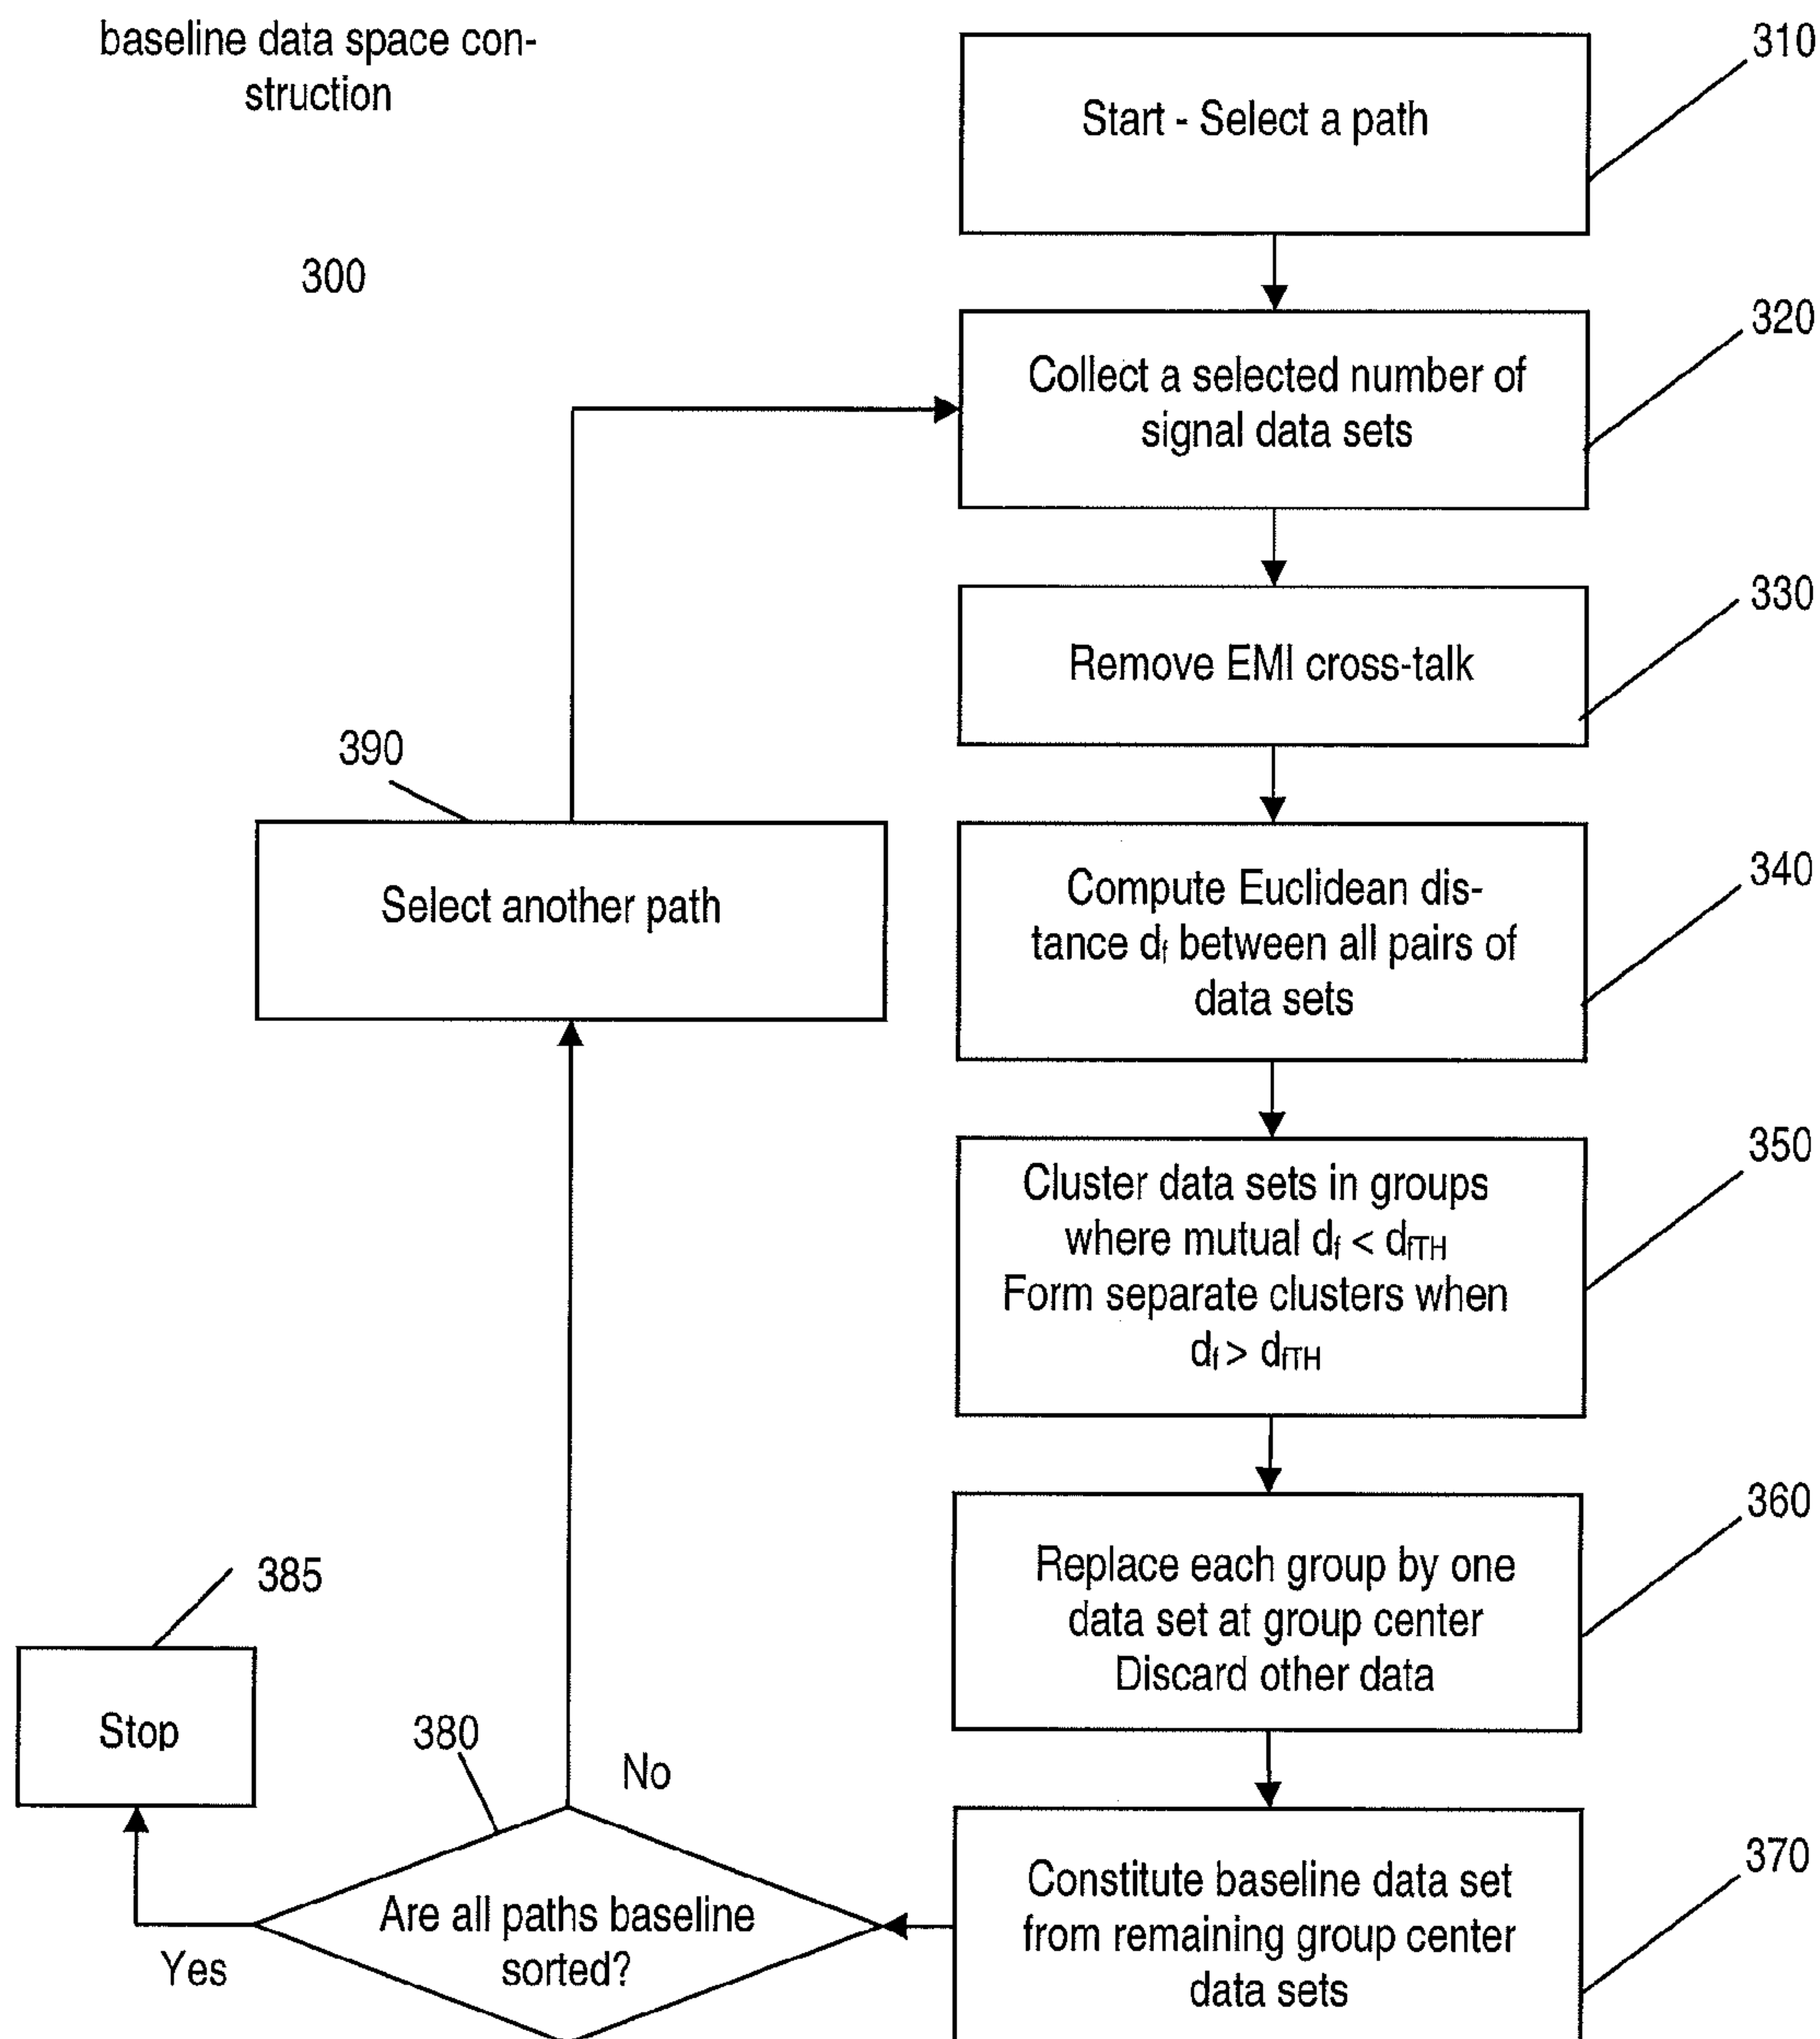 baseline data space con-
struction
300
310
Start - Select a path
320
Collect a selected number of
signal data sets
330
Remove EMI cross-talk
390
Select another path
340
Compute Euclidean dis-
tance df between all pairs of
data sets
350
Cluster data sets in groups
where mutual df < dfTH
Form separate clusters when
df > dfTH
360
Replace each group by one
data set at group center
Discard other data
385
Stop
380
No
Are all paths baseline
sorted?
Yes
370
Constitute baseline data set
from remaining group center
data sets